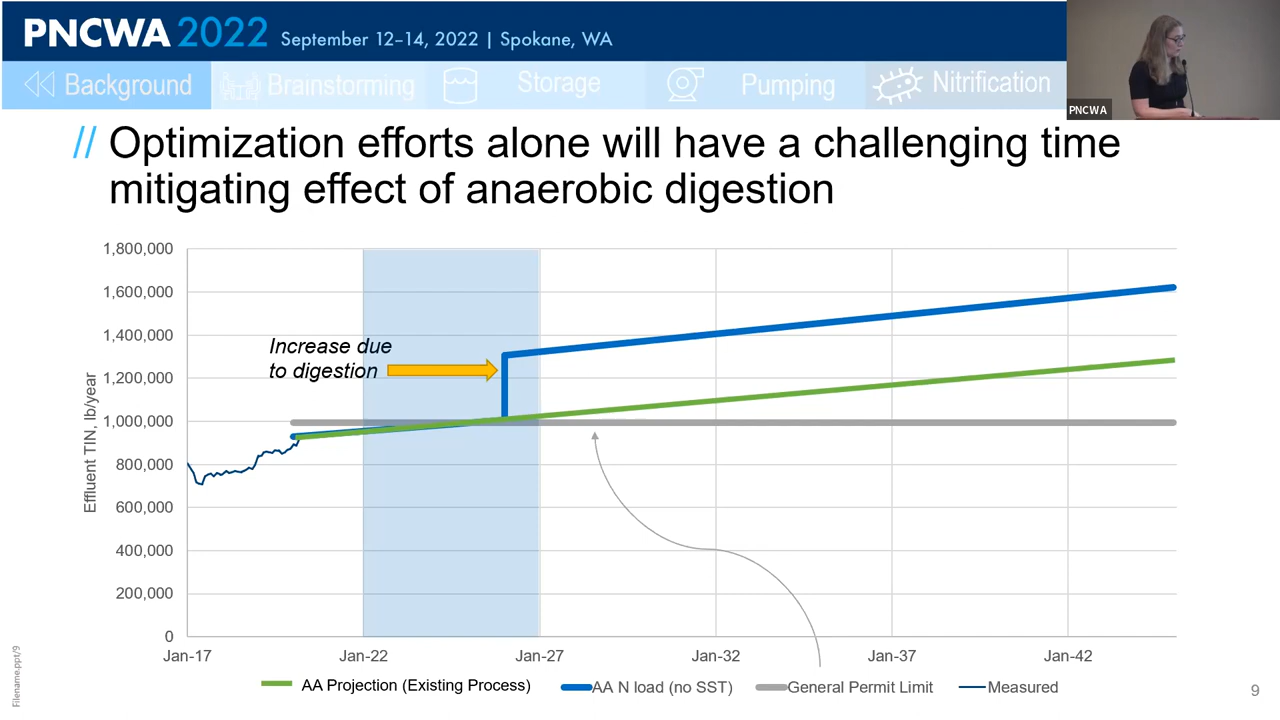 PNCWA 2022 September 12–14, 2022 | Spokane, WA
Background
Brainstorming
Storage
Pumping
Nitrification
PNCWA
// Optimization efforts alone will have a challenging time
mitigating effect of anaerobic digestion
1,800,000
1,600,000
1,400,000
1,200,000
1,000,000
800,000
600,000
400,000
200,000
0
Effluent TIN, lb/year
Increase due
to digestion
Jan-17
Jan-22
Jan-27
Jan-32
Jan-37
Jan-42
AA Projection (Existing Process)
AA N load (no SST)
General Permit Limit
Measured
Filename.ppt/9
9